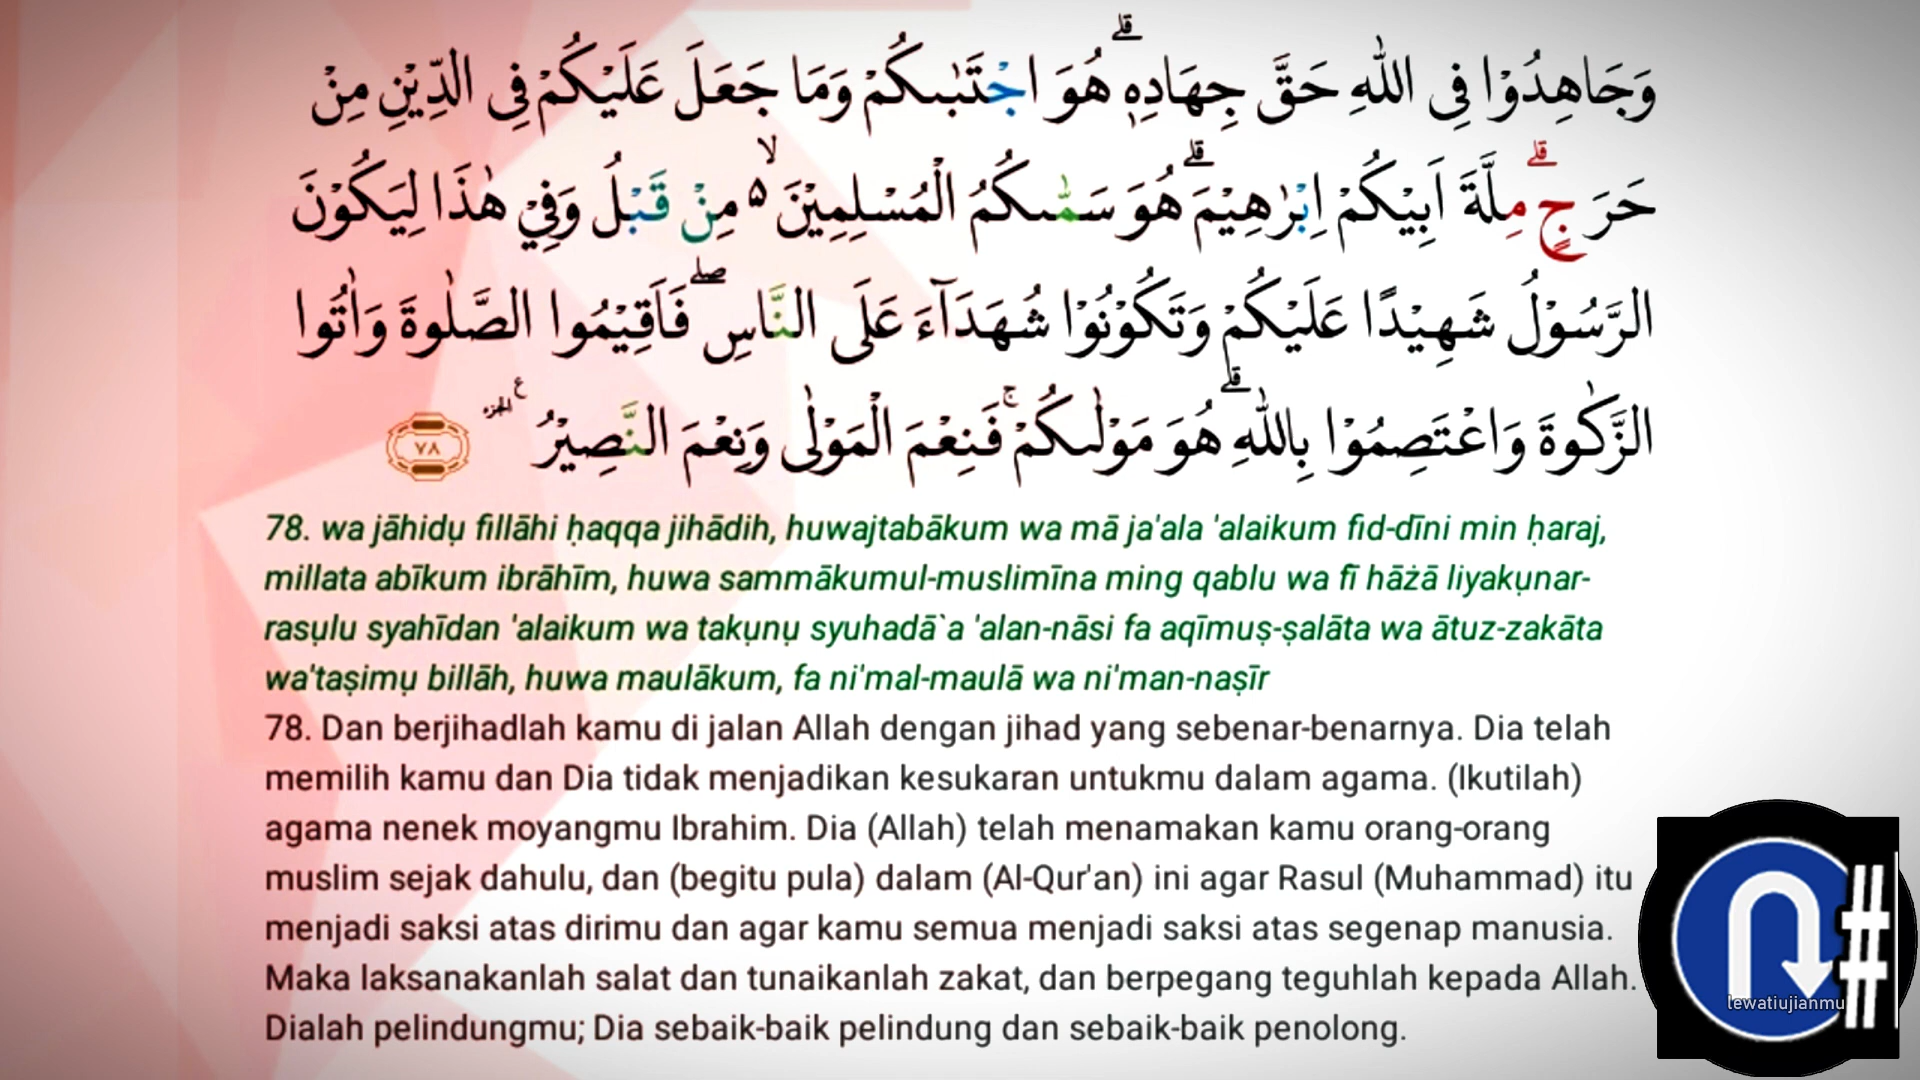 وَجَاهِدُوْا فِى اللّٰهِ حَقَّ جِهَادِهٖۗ هُوَ اجْتَبٰىكُمْ وَمَا جَعَلَ عَلَيْكُمْ فِى الدِّيْنِ مِنْ
حَرَجٍۗ مِلَّةَ اَبِيْكُمْ اِبْرٰهِيْمَۗ هُوَ سَمّٰىكُمُ الْمُسْلِمِيْنَ ۙ۵ مِنْ قَبْلُ وَفِيْ هٰذَا لِيَكُوْنَ
الرَّسُوْلُ شَهِيْدًا عَلَيْكُمْ وَتَكُوْنُوْا شُهَدَاۤءَ عَلَى النَّاسِۖ فَاَقِيْمُوا الصَّلٰوةَ وَاٰتُوا
الزَّكٰوةَ وَاعْتَصِمُوْا بِاللّٰهِۗ هُوَ مَوْلٰىكُمْۚ فَنِعْمَ الْمَوْلٰى وَنِعْمَ النَّصِيْرُ ࣖ الجزء ٧٨
78. wa jāhidụ fillāhi ḥaqqa jihādih, huwajtabākum wa mā ja'ala 'alaikum fid-dīni min ḥaraj,
millata abīkum ibrāhīm, huwa sammākumul-muslimīna ming qablu wa fī hāżā liyakụnar-
rasụlu syahīdan 'alaikum wa takụnụ syuhadā`a 'alan-nāsi fa aqīmuṣ-ṣalāta wa ātuz-zakāta
wa'taṣimụ billāh, huwa maulākum, fa ni'mal-maulā wa ni'man-naṣīr
78. Dan berjihadlah kamu di jalan Allah dengan jihad yang sebenar-benarnya. Dia telah
memilih kamu dan Dia tidak menjadikan kesukaran untukmu dalam agama. (Ikutilah)
agama nenek moyangmu Ibrahim. Dia (Allah) telah menamakan kamu orang-orang
muslim sejak dahulu, dan (begitu pula) dalam (Al-Qur'an) ini agar Rasul (Muhammad) itu
menjadi saksi atas dirimu dan agar kamu semua menjadi saksi atas segenap manusia.
Maka laksanakanlah salat dan tunaikanlah zakat, dan berpegang teguhlah kepada Allah.
Dialah pelindungmu; Dia sebaik-baik pelindung dan sebaik-baik penolong.
##
lewatiujianmu